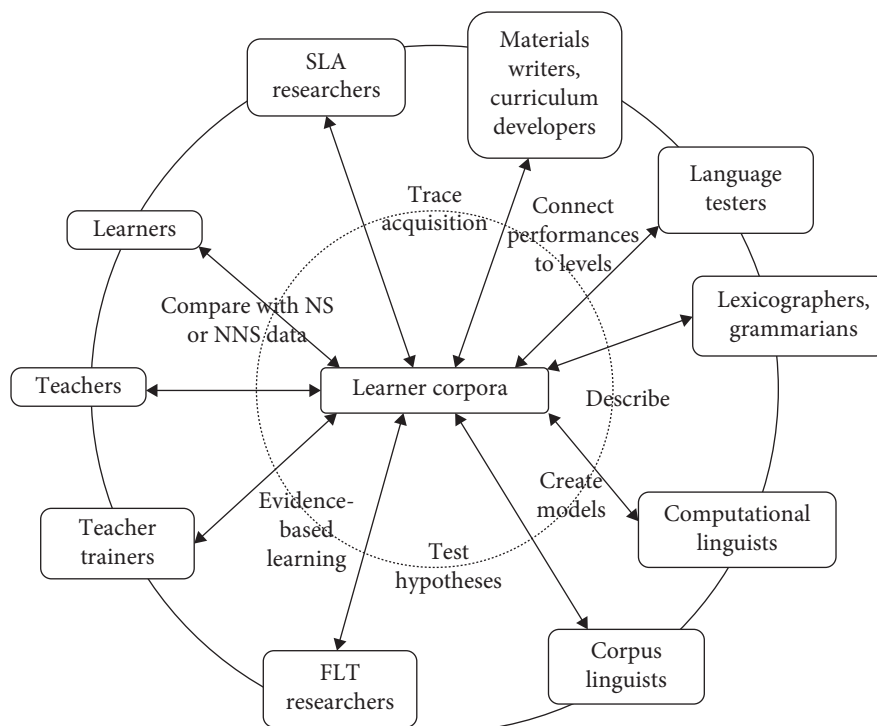 SLA
researchers
Materials
writers,
curriculum
developers
Language
testers
Learners
Trace
acquisition
Connect
performances
to levels
Lexicographers,
grammarians
Compare with NS
or NNS data
Teachers
Learner corpora
Describe
Evidence-
based
learning
Create
models
Teacher
trainers
Computational
linguists
Test
hypotheses
FLT
researchers
Corpus
linguists